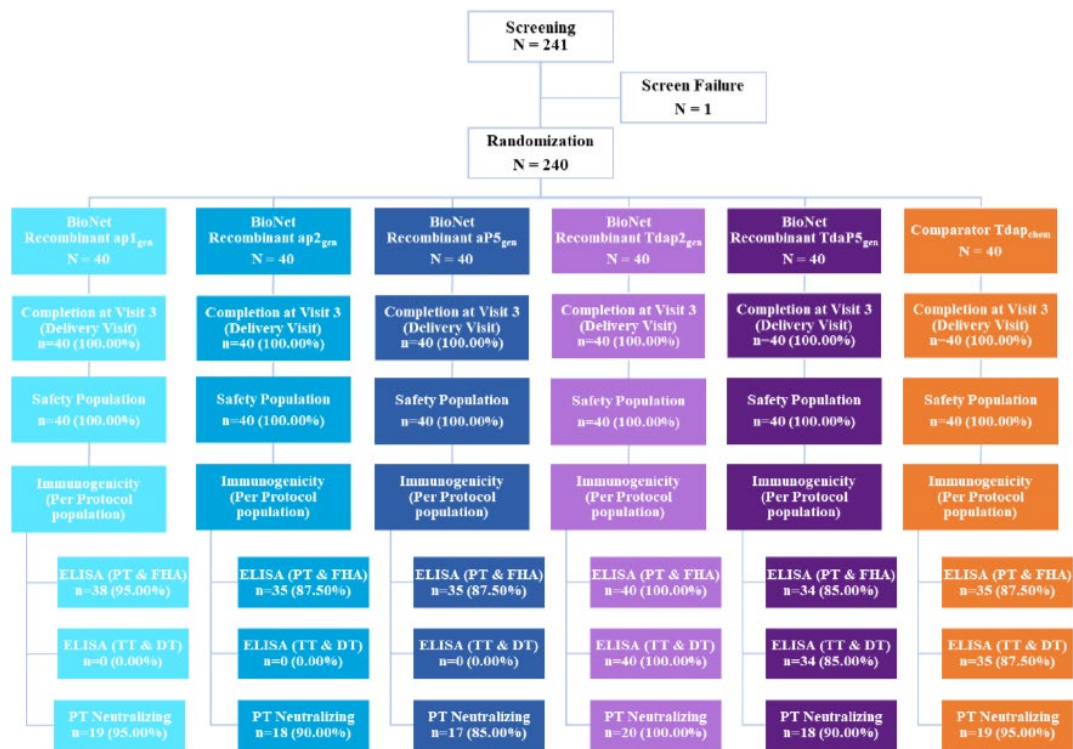 Screening
N = 241
Screen Failure
N = 1
Randomization
N = 240
BioNet
Recombinant ap1gen
N = 40
BioNet
Recombinant ap2gen
N = 40
BioNet
Recombinant aP5gen
N = 40
BioNet
Recombinant Tdap2gen
N = 40
BioNet
Recombinant TdaP5gen
N = 40
Comparator Tdapchem
N = 40
Completion at Visit 3
(Delivery Visit)
n=40 (100.00%)
Completion at Visit 3
(Delivery Visit)
n=40 (100.00%)
Completion at Visit 3
(Delivery Visit)
n=40 (100.00%)
Completion at Visit 3
(Delivery Visit)
n=40 (100.00%)
Completion at Visit 3
(Delivery Visit)
n=40 (100.00%)
Completion at Visit 3
(Delivery Visit)
n=40 (100.00%)
Safety Population
n=40 (100.00%)
Safety Population
n=40 (100.00%)
Safety Population
n=40 (100.00%)
Safety Population
n=40 (100.00%)
Safety Population
n=40 (100.00%)
Safety Population
n=40 (100.00%)
Immunogenicity
(Per Protocol
population)
Immunogenicity
(Per Protocol
population)
Immunogenicity
(Per Protocol
population)
Immunogenicity
(Per Protocol
population)
Immunogenicity
(Per Protocol
population)
Immunogenicity
(Per Protocol
population)
ELISA (PT & FHA)
n=38 (95.00%)
ELISA (PT & FHA)
n=35 (87.50%)
ELISA (PT & FHA)
n=35 (87.50%)
ELISA (PT & FHA)
n=40 (100.00%)
ELISA (PT & FHA)
n=34 (85.00%)
ELISA (PT & FHA)
n=35 (87.50%)
ELISA (TT & DT)
n=0 (0.00%)
ELISA (TT & DT)
n=0 (0.00%)
ELISA (TT & DT)
n=0 (0.00%)
ELISA (TT & DT)
n=40 (100.00%)
ELISA (TT & DT)
n=34 (85.00%)
ELISA (TT & DT)
n=35 (87.50%)
PT Neutralizing
n=19 (95.00%)
PT Neutralizing
n=18 (90.00%)
PT Neutralizing
n=17 (85.00%)
PT Neutralizing
n=20 (100.00%)
PT Neutralizing
n=18 (90.00%)
PT Neutralizing
n=19 (95.00%)